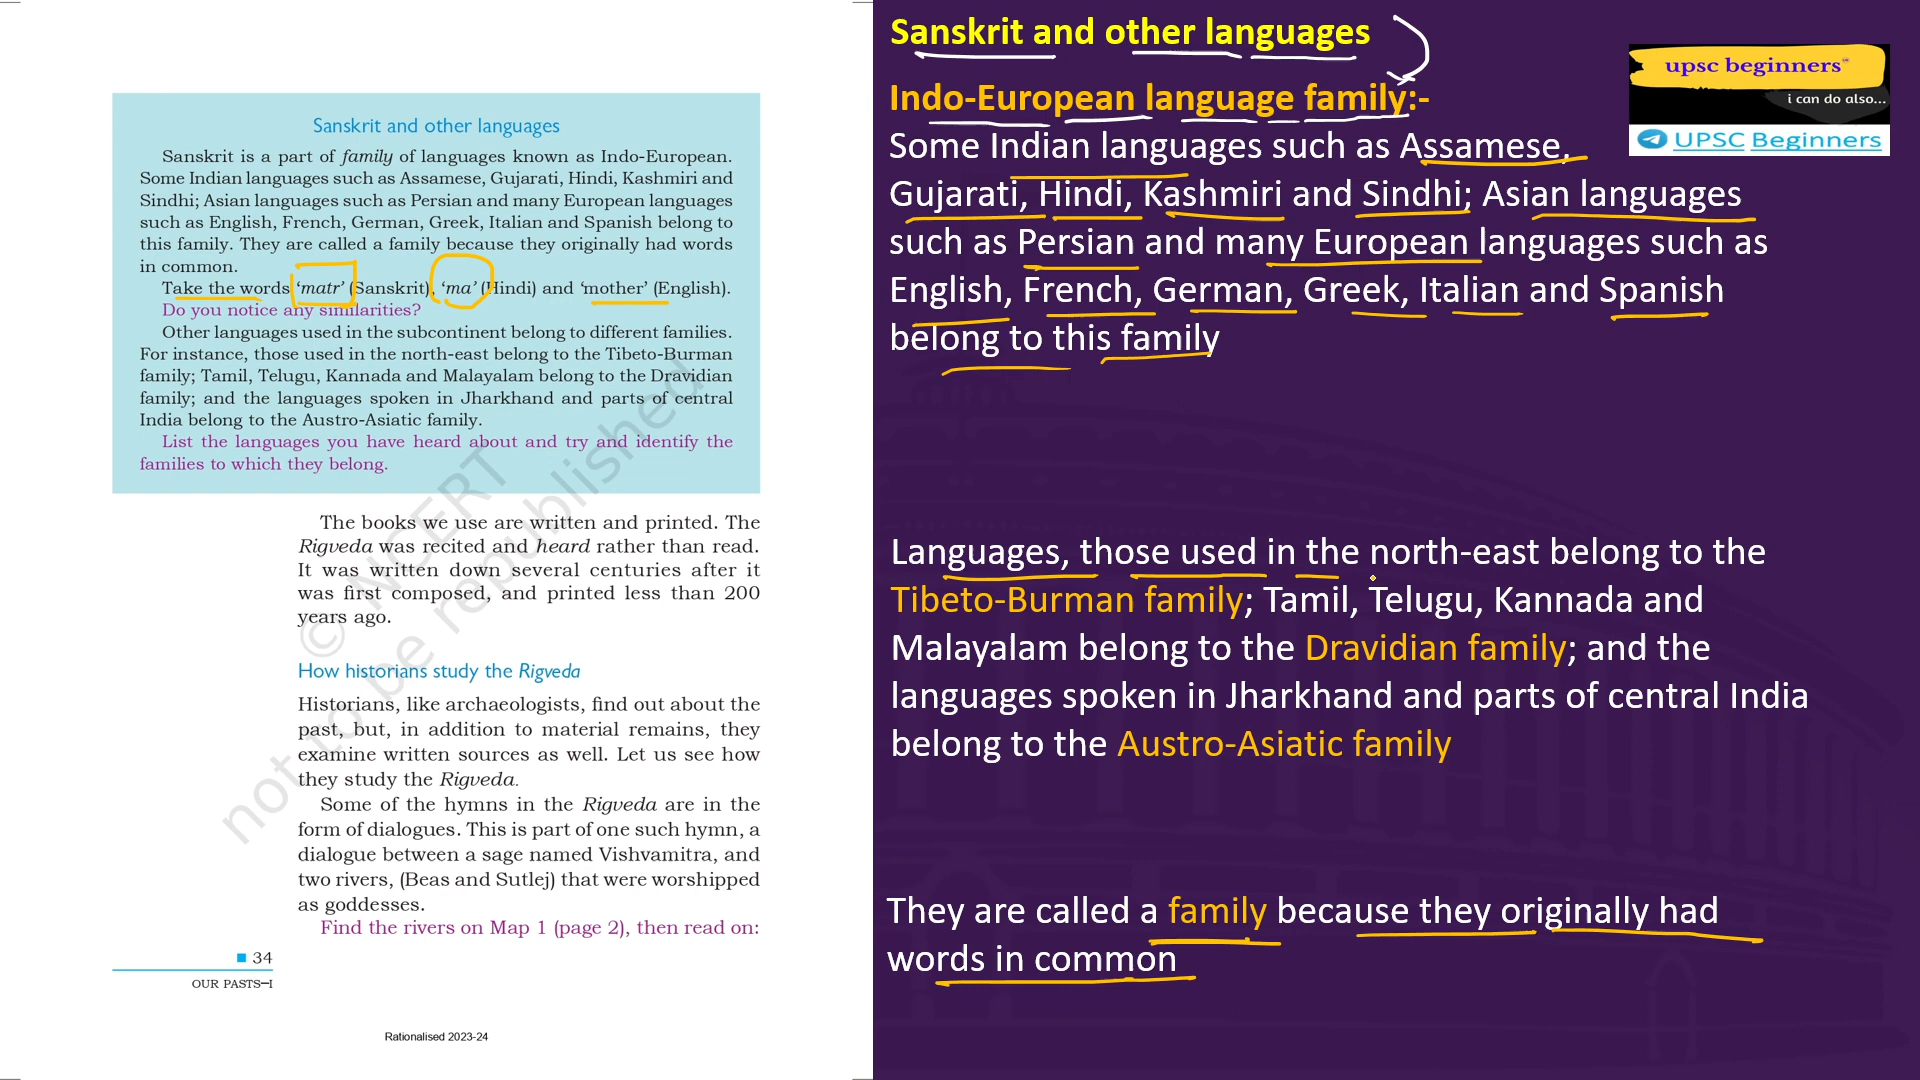 Sanskrit and other languages
Sanskrit is a part of family of languages known as Indo-European.
Some Indian languages such as Assamese, Gujarati, Hindi, Kashmiri and
Sindhi; Asian languages such as Persian and many European languages
such as English, French, German, Greek, Italian and Spanish belong to
this family. They are called a family because they originally had words
in common.
Take the words ‘matr’ (Sanskrit), ‘ma’ (Hindi) and ‘mother’ (English).
Do you notice any similarities?
Other languages used in the subcontinent belong to different families.
For instance, those used in the north-east belong to the Tibeto-Burman
family; Tamil, Telugu, Kannada and Malayalam belong to the Dravidian
family; and the languages spoken in Jharkhand and parts of central
India belong to the Austro-Asiatic family.
List the languages you have heard about and try and identify the
families to which they belong.
The books we use are written and printed. The
Rigveda was recited and heard rather than read.
It was written down several centuries after it
was first composed, and printed less than 200
years ago.
How historians study the Rigveda
Historians, like archaeologists, find out about the
past, but, in addition to material remains, they
examine written sources as well. Let us see how
they study the Rigveda.
Some of the hymns in the Rigveda are in the
form of dialogues. This is part of one such hymn, a
dialogue between a sage named Vishvamitra, and
two rivers, (Beas and Sutlej) that were worshipped
as goddesses.
Find the rivers on Map 1 (page 2), then read on:
34
OUR PASTS–I
Rationalised 2023-24
© NCERT
not to be republished
Sanskrit and other languages
Indo-European language family:-
Some Indian languages such as Assamese,
Gujarati, Hindi, Kashmiri and Sindhi; Asian languages
such as Persian and many European languages such as
English, French, German, Greek, Italian and Spanish
belong to this family
Languages, those used in the north-east belong to the
Tibeto-Burman family; Tamil, Telugu, Kannada and
Malayalam belong to the Dravidian family; and the
languages spoken in Jharkhand and parts of central India
belong to the Austro-Asiatic family
They are called a family because they originally had
words in common
upsc beginners™
i can do also...
UPSC Beginners